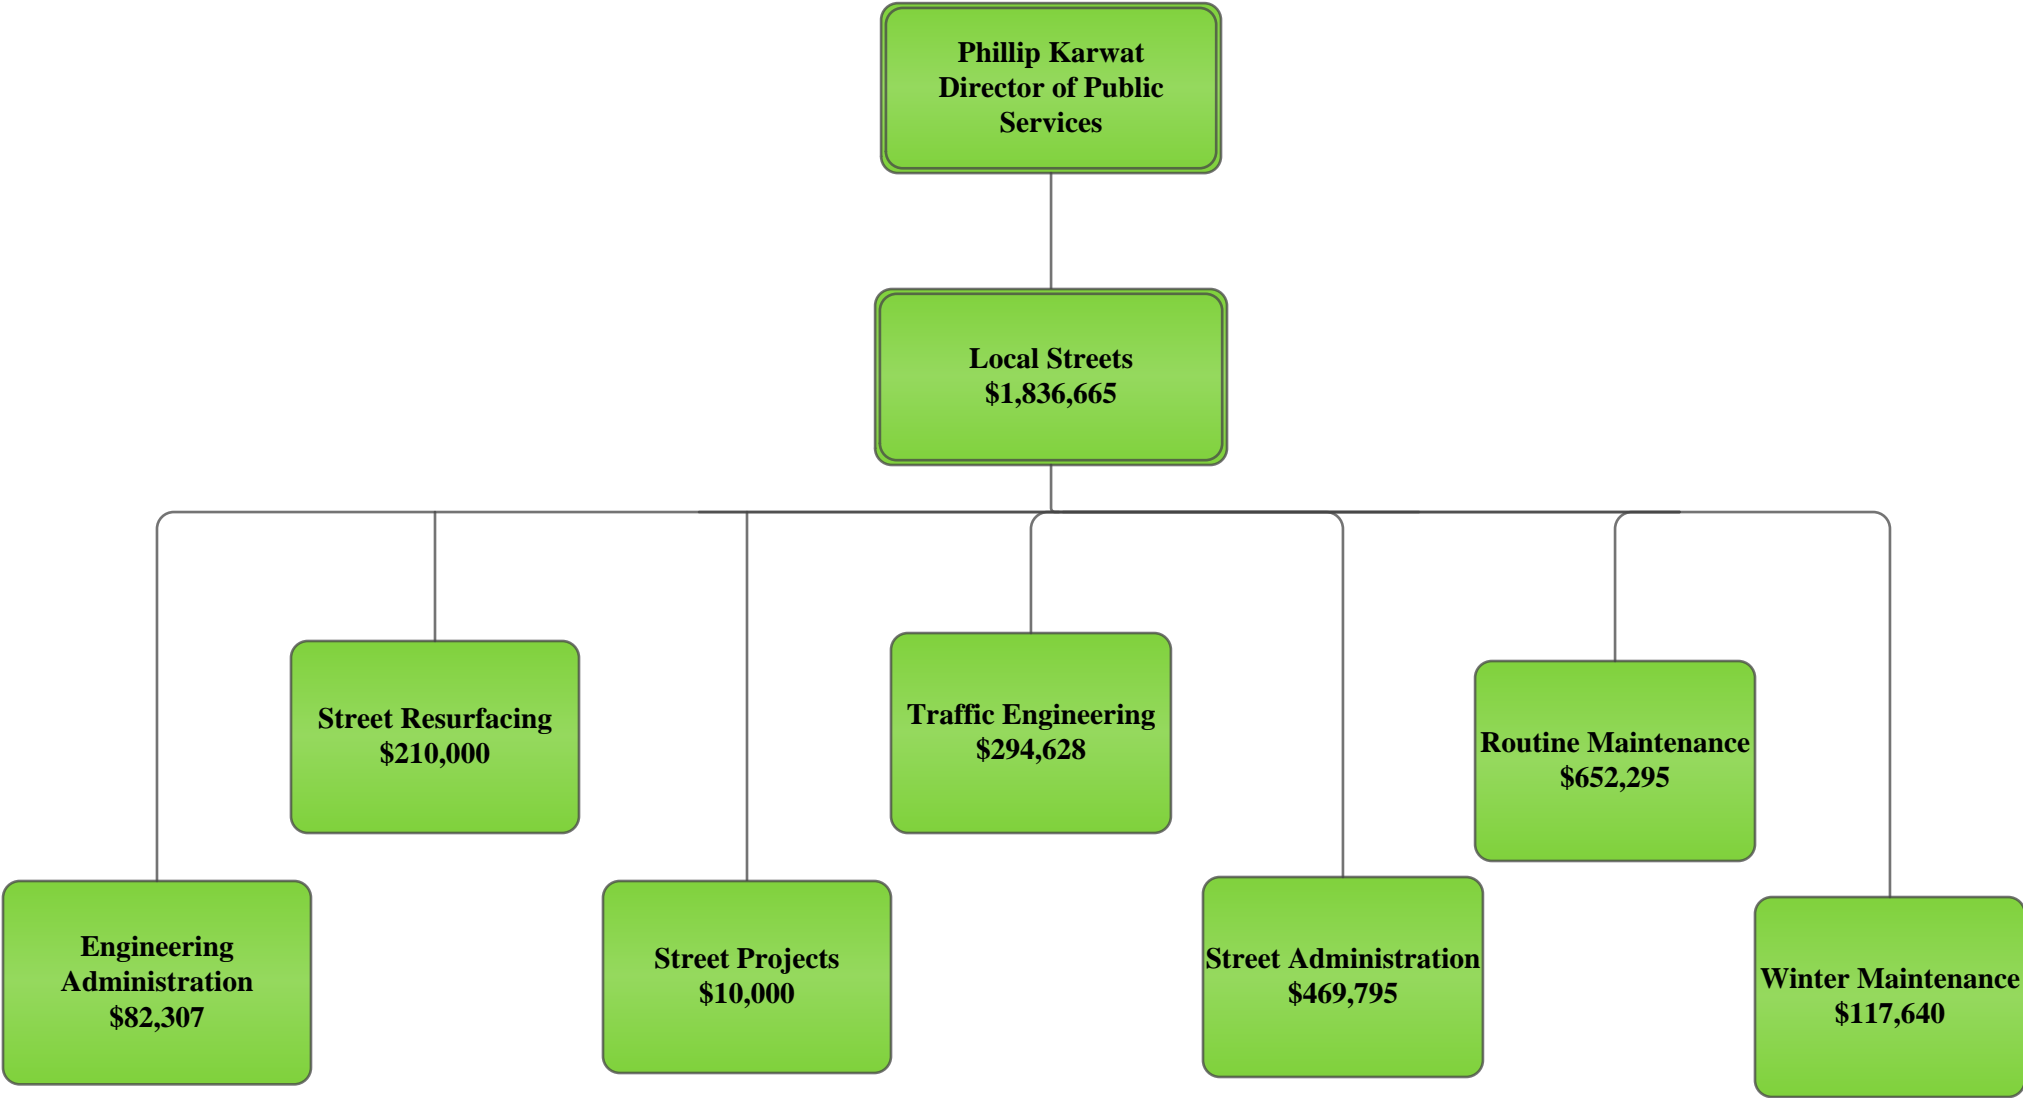 Phillip Karwat
Director of Public
Services
Local Streets
$1,836,665
Street Resurfacing
$210,000
Traffic Engineering
$294,628
Routine Maintenance
$652,295
Engineering
Administration
$82,307
Street Projects
$10,000
Street Administration
$469,795
Winter Maintenance
$117,640